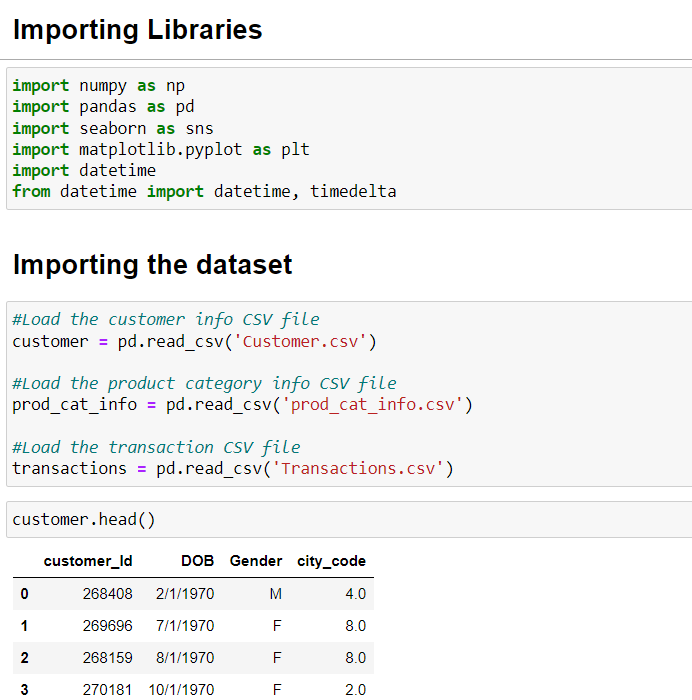 Importing Libraries
import numpy as np
import pandas as pd
import seaborn as sns
import matplotlib.pyplot as plt
import datetime
from datetime import datetime, timedelta
Importing the dataset
#Load the customer info CSV file
customer = pd.read_csv('Customer.csv')
#Load the product category info CSV file
prod_cat_info = pd.read_csv('prod_cat_info.csv')
#Load the transaction CSV file
transactions = pd.read_csv('Transactions.csv')
customer.head()
customer_Id DOB Gender city_code
0 268408 2/1/1970 M 4.0
1 269696 7/1/1970 F 8.0
2 268159 8/1/1970 F 8.0
3 270181 10/1/1970 F 2.0